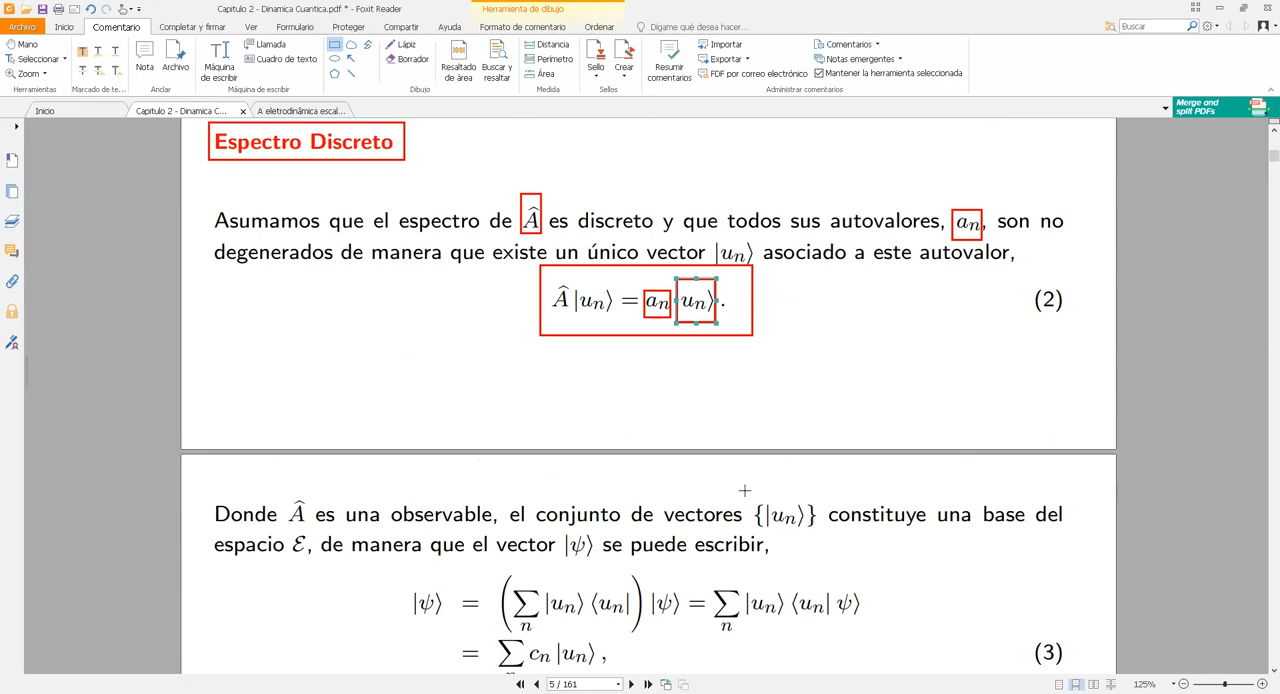 Capitulo 2 - Dinamica Cuantica.pdf * - Foxit Reader
Herramienta de dibujo
Archivo Inicio Comentario Completar y firmar Ver Formulario Proteger Compartir Ayuda Formato de comentario Ordenar Dígame qué desea hacer... Buscar
Mano
Seleccionar
Zoom
Herramientas
T T T
T T T
Marcado de te...
Nota
Archivo
Anclar
Máquina de escribir
Llamada
Cuadro de texto
Máquina de escribir
Lápiz
Borrador
Dibujo
Resaltado de área
Buscar y resaltar
Distancia
Perímetro
Área
Medida
Sello
Crear
Sellos
Resumir comentarios
Importar
Exportar
PDF por correo electrónico
Comentarios
Notas emergentes
Mantener la herramienta seleccionada
Administrar comentarios
Inicio
Capitulo 2 - Dinamica C...
A eletrodinâmica escal...
Merge and
split PDFs
Espectro Discreto
Asumamos que el espectro de Â es discreto y que todos sus autovalores, aₙ, son no
degenerados de manera que existe un único vector |uₙ⟩ asociado a este autovalor,
Â |uₙ⟩ = aₙ |uₙ⟩ . (2)
Donde Â es una observable, el conjunto de vectores {|uₙ⟩} constituye una base del
espacio ℰ, de manera que el vector |ψ⟩ se puede escribir,
|ψ⟩ = (∑ₙ |uₙ⟩ ⟨uₙ|) |ψ⟩ = ∑ₙ |uₙ⟩ ⟨uₙ| ψ⟩
= ∑ₙ cₙ |uₙ⟩ , (3)
5 / 161
125%